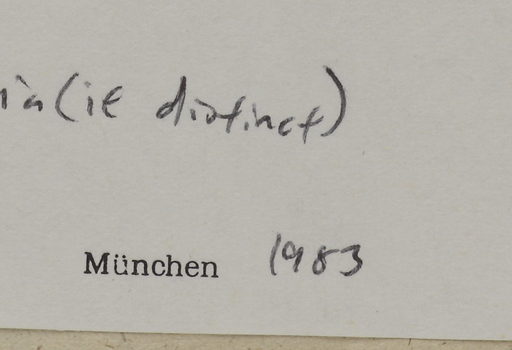 (ie distinct)
München 1983